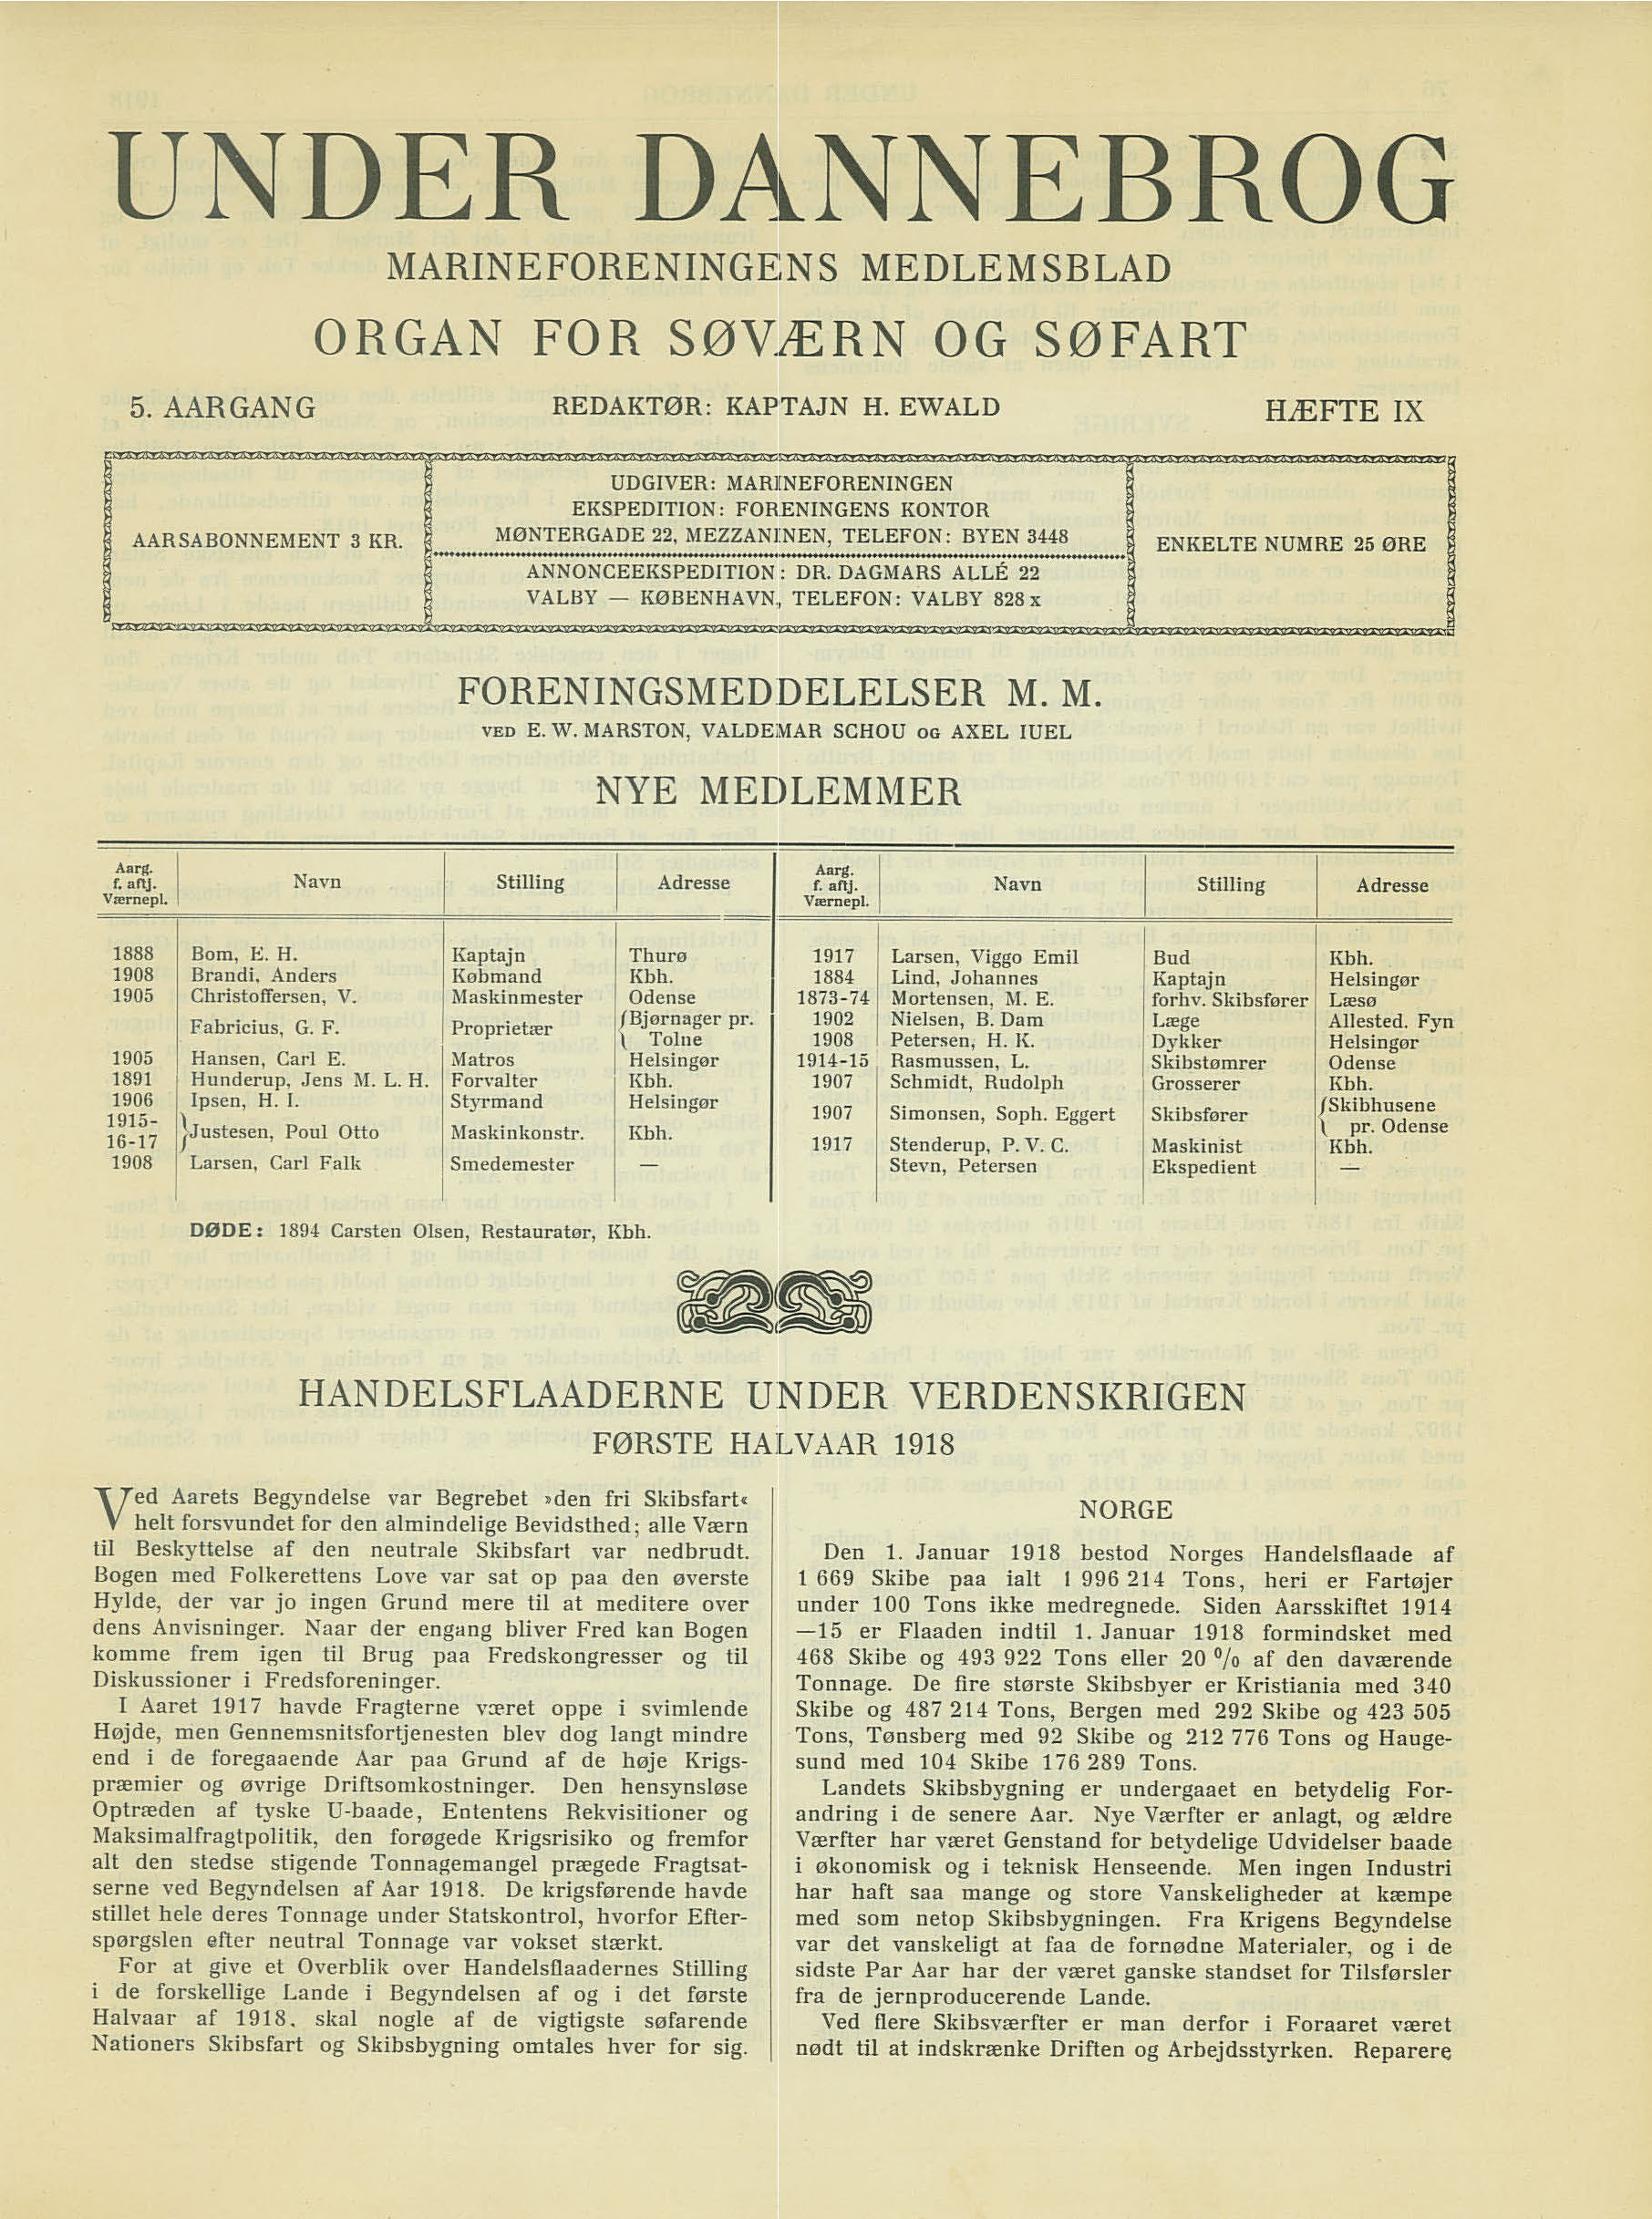 UNDER DANNEBROG
MARINEFORENINGENS MEDLEMSBLAD
ORGAN FOR SØVÆRN OG SØFART
5. AARGANG REDAKTØR: KAPTAJN H. EWALD HÆFTE IX
AARSABONNEMENT 3 KR.
UDGIVER: MARINEFORENINGEN
EKSPEDITION: FORENINGENS KONTOR
MØNTERGADE 22, MEZZANINEN, TELEFON: BYEN 3448
ANNONCEEKSPEDITION: DR. DAGMARS ALLÉ 22
VALBY — KØBENHAVN, TELEFON: VALBY 828 x
ENKELTE NUMRE 25 ØRE
FORENINGSMEDDELELSER M. M.
VED E. W. MARSTON, VALDEMAR SCHOU OG AXEL IUEL
NYE MEDLEMMER
Aarg.
f. aftj.
Værnepl.
Navn Stilling Adresse
1888 Bom, E. H. Kaptajn Thurø
1908 Brandi, Anders Købmand Kbh.
1905 Christoffersen, V. Maskinmester Odense
Fabricius, G. F. Proprietær Bjørnager pr.
Tolne
1905 Hansen, Carl E. Matros Helsingør
1891 Hunderup, Jens M. L. H. Forvalter Kbh.
1906 Ipsen, H. I. Styrmand Helsingør
1915-
16-17 Justesen, Poul Otto Maskinkonstr. Kbh.
1908 Larsen, Carl Falk Smedemester —
Aarg.
f. aftj.
Værnepl.
Navn Stilling Adresse
1917 Larsen, Viggo Emil Bud Kbh.
1884 Lind, Johannes Kaptajn Helsingør
1873-74 Mortensen, M. E. forhv. Skibsfører Læsø
1902 Nielsen, B. Dam Læge Allested. Fyn
1908 Petersen, H. K. Dykker Helsingør
1914-15 Rasmussen, L. Skibstømrer Odense
1907 Schmidt, Rudolph Grosserer Kbh.
1907 Simonsen, Soph. Eggert Skibsfører Skibhusene
pr. Odense
1917 Stenderup, P. V. C. Maskinist Kbh.
Stevn, Petersen Ekspedient —
DØDE: 1894 Carsten Olsen, Restauratør, Kbh.
HANDELSFLAADERNE UNDER VERDENSKRIGEN
FØRSTE HALVAAR 1918
Ved Aarets Begyndelse var Begrebet »den fri Skibsfart«
helt forsvundet for den almindelige Bevidsthed; alle Værn
til Beskyttelse af den neutrale Skibsfart var nedbrudt.
Bogen med Folkerettens Love var sat op paa den øverste
Hylde, der var jo ingen Grund mere til at meditere over
dens Anvisninger. Naar der engang bliver Fred kan Bogen
komme frem igen til Brug paa Fredskongresser og til
Diskussioner i Fredsforeninger.
I Aaret 1917 havde Fragterne været oppe i svimlende
Højde, men Gennemsnitsfortjenesten blev dog langt mindre
end i de foregaaende Aar paa Grund af de høje Krigs-
præmier og øvrige Driftsomkostninger. Den hensynsløse
Optræden af tyske U-baade, Ententens Rekvisitioner og
Maksimalfragtpolitik, den forøgede Krigsrisiko og fremfor
alt den stedse stigende Tonnagemangel prægede Fragtsat-
serne ved Begyndelsen af Aar 1918. De krigsførende havde
stillet hele deres Tonnage under Statskontrol, hvorfor Efter-
spørgslen efter neutral Tonnage var vokset stærkt.
For at give et Overblik over Handelsflaadernes Stilling
i de forskellige Lande i Begyndelsen af og i det første
Halvaar af 1918. skal nogle af de vigtigste søfarende
Nationers Skibsfart og Skibsbygning omtales hver for sig.
NORGE
Den 1. Januar 1918 bestod Norges Handelsflaade af
1 669 Skibe paa ialt 1 996 214 Tons, heri er Fartøjer
under 100 Tons ikke medregnede. Siden Aarsskiftet 1914
—15 er Flaaden indtil 1. Januar 1918 formindsket med
468 Skibe og 493 922 Tons eller 20 % af den daværende
Tonnage. De fire største Skibsbyer er Kristiania med 340
Skibe og 487 214 Tons, Bergen med 292 Skibe og 423 505
Tons, Tønsberg med 92 Skibe og 212 776 Tons og Hauge-
sund med 104 Skibe 176 289 Tons.
Landets Skibsbygning er undergaaet en betydelig For-
andring i de senere Aar. Nye Værfter er anlagt, og ældre
Værfter har været Genstand for betydelige Udvidelser baade
i økonomisk og i teknisk Henseende. Men ingen Industri
har haft saa mange og store Vanskeligheder at kæmpe
med som netop Skibsbygningen. Fra Krigens Begyndelse
var det vanskeligt at faa de fornødne Materialer, og i de
sidste Par Aar har der været ganske standset for Tilsførsler
fra de jernproducerende Lande.
Ved flere Skibsværfter er man derfor i Foraaret været
nødt til at indskrænke Driften og Arbejdsstyrken. Reparere